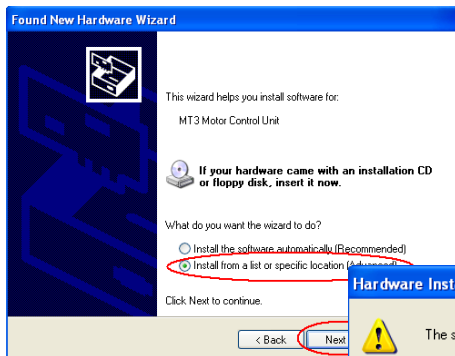 Found New Hardware Wizard
This wizard helps you install software for:
MT3 Motor Control Unit
If your hardware came with an installation CD
or floppy disk, insert it now.
What do you want the wizard to do?
Install the software automatically (Recommended)
Install from a list or specific location (Advanced)
Click Next to continue.
< Back
Next
Hardware Inst
The s